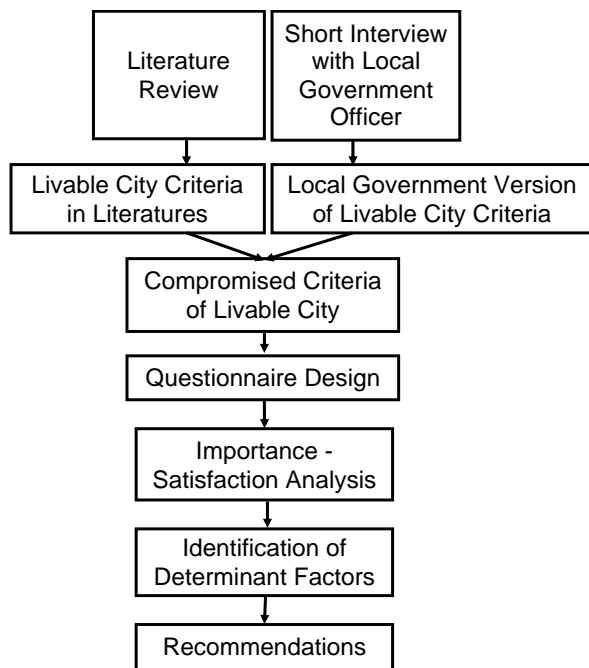 Literature
Review
Short Interview
with Local
Government
Officer
Livable City Criteria
in Literatures
Local Government Version
of Livable City Criteria
Compromised Criteria
of Livable City
Questionnaire Design
Importance -
Satisfaction Analysis
Identification of
Determinant Factors
Recommendations